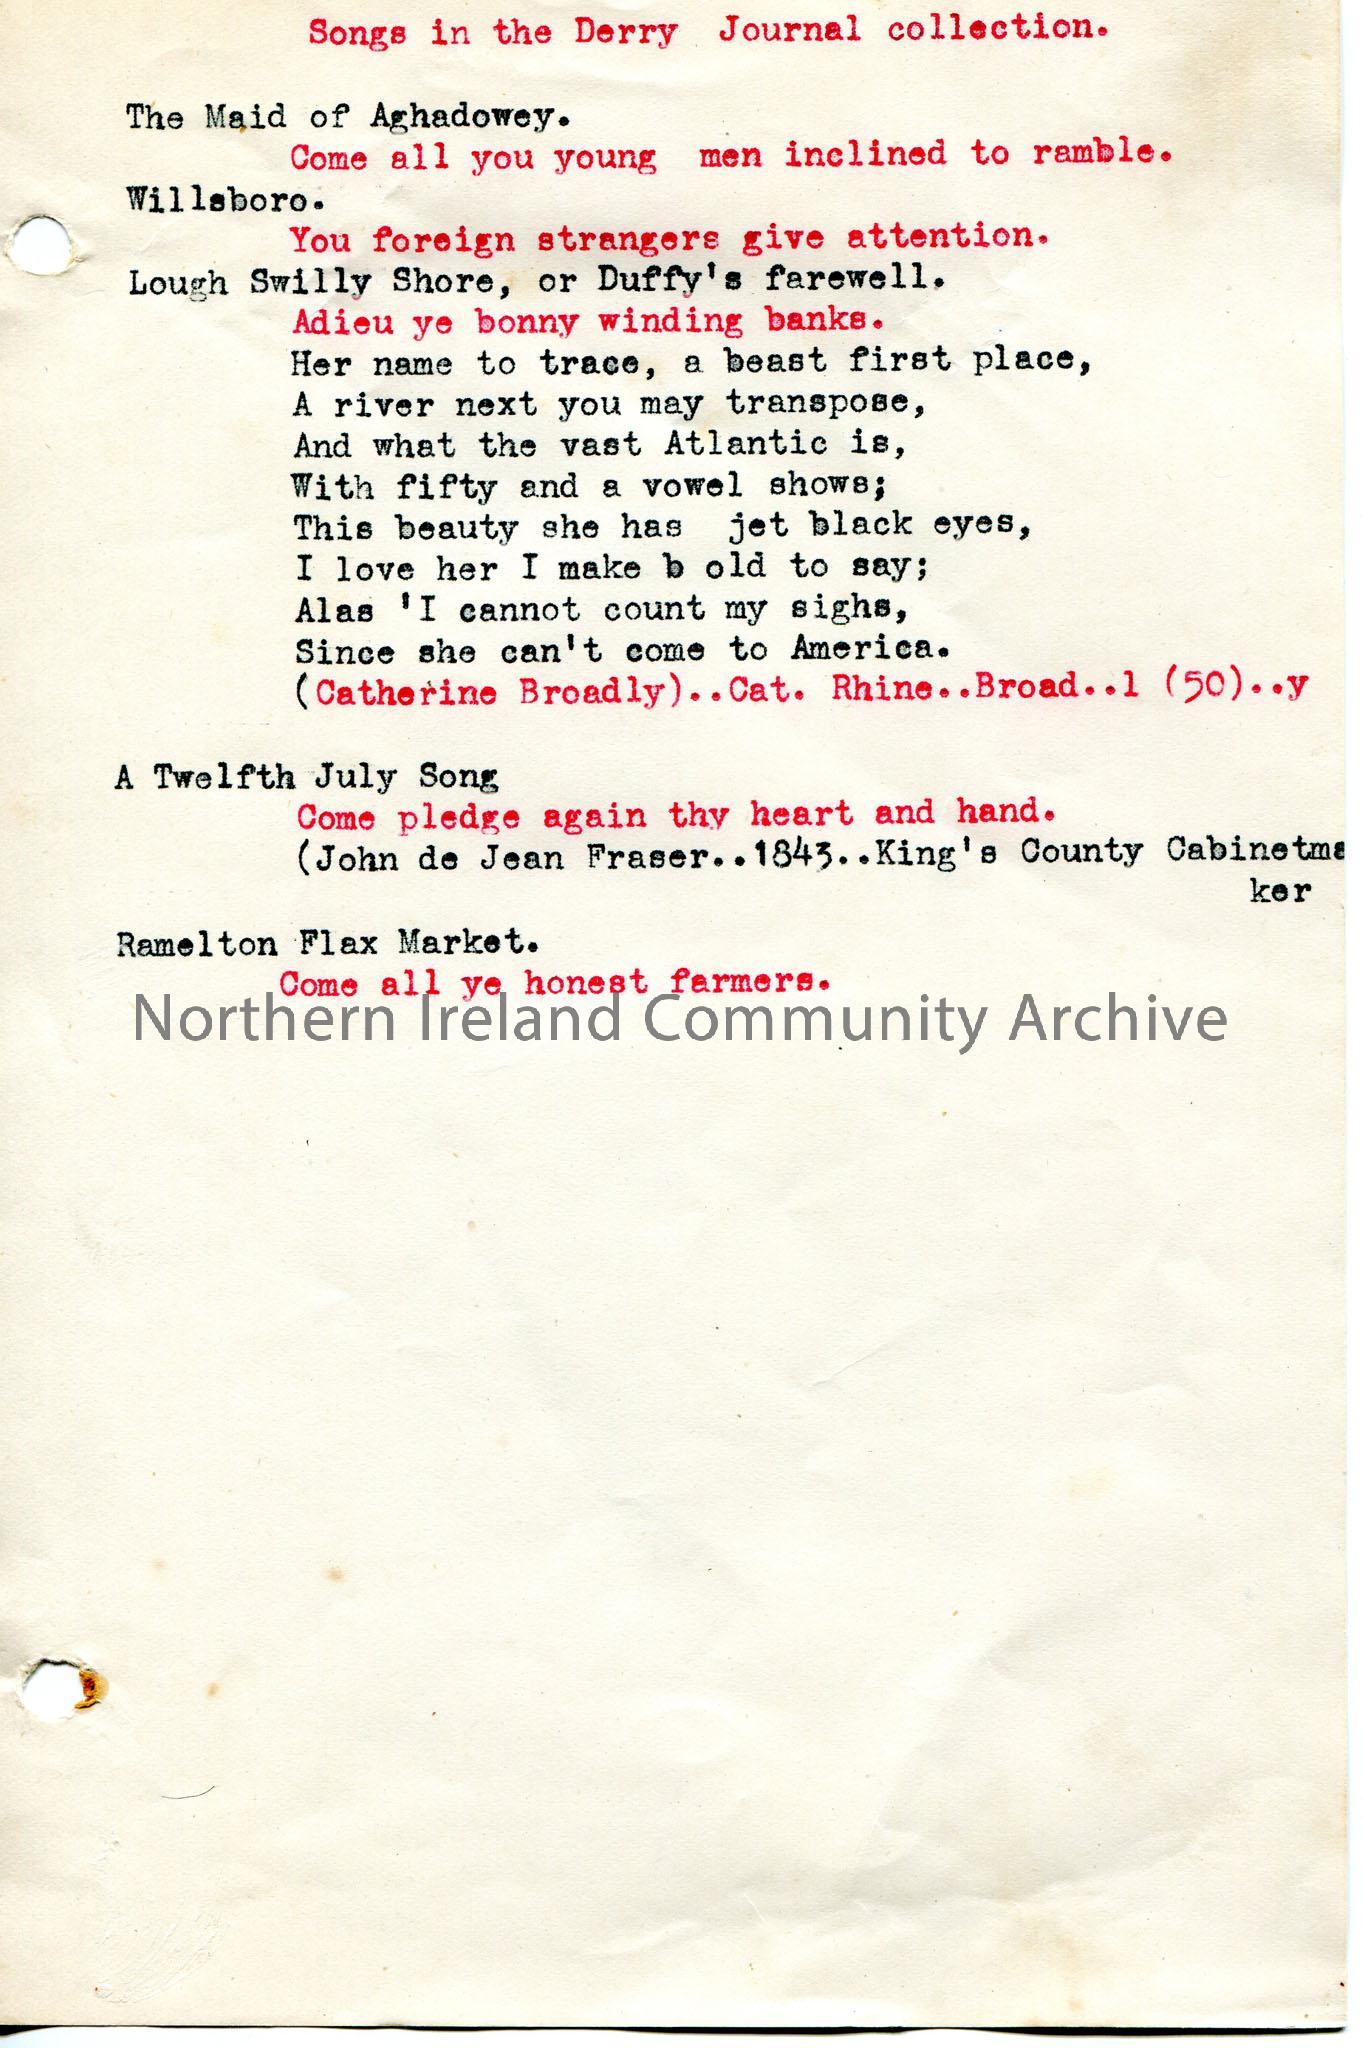 Songs in the Derry Journal collection.
The Maid of Aghadowey.
Come all you young men inclined to ramble.
Willsboro.
You foreign strangers give attention.
Lough Swilly Shore, or Duffy's farewell.
Adieu ye bonny winding banks.
Her name to trace, a beast first place,
A river next you may transpose,
And what the vast Atlantic is,
With fifty and a vowel shows;
This beauty she has jet black eyes,
I love her I make b old to say;
Alas 'I cannot count my sighs,
Since she can't come to America.
(Catherine Broadly)..Cat. Rhine..Broad..l (50)..y
A Twelfth July Song
Come pledge again thy heart and hand.
(John de Jean Fraser..1843..King's County Cabinetma
ker
Ramelton Flax Market.
Come all ye honest farmers.
Northern Ireland Community Archive